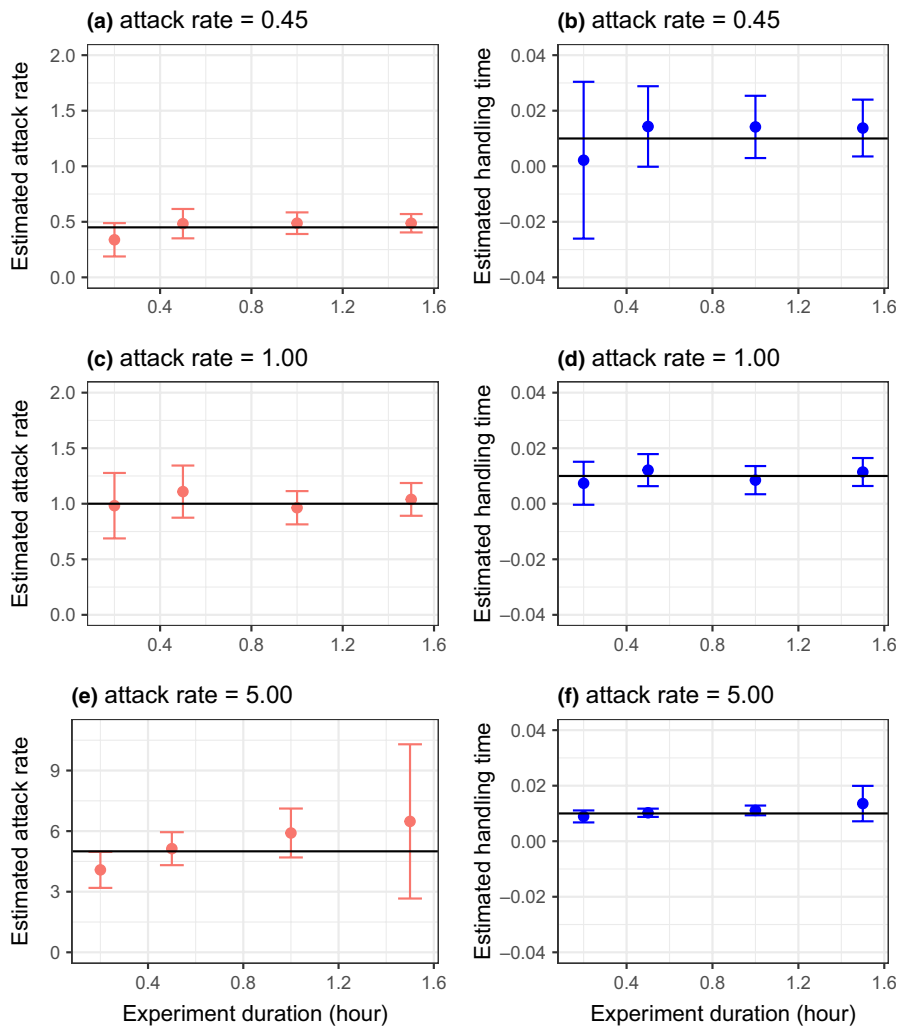 (a) attack rate = 0.45
Estimated attack rate
2.0
1.5
1.0
0.5
0.0
0.4 0.8 1.2 1.6
(b) attack rate = 0.45
Estimated handling time
0.04
0.02
0.00
−0.02
−0.04
0.4 0.8 1.2 1.6
(c) attack rate = 1.00
Estimated attack rate
2.0
1.5
1.0
0.5
0.0
0.4 0.8 1.2 1.6
(d) attack rate = 1.00
Estimated handling time
0.04
0.02
0.00
−0.02
−0.04
0.4 0.8 1.2 1.6
(e) attack rate = 5.00
Estimated attack rate
9
6
3
0
0.4 0.8 1.2 1.6
Experiment duration (hour)
(f) attack rate = 5.00
Estimated handling time
0.04
0.02
0.00
−0.02
−0.04
0.4 0.8 1.2 1.6
Experiment duration (hour)